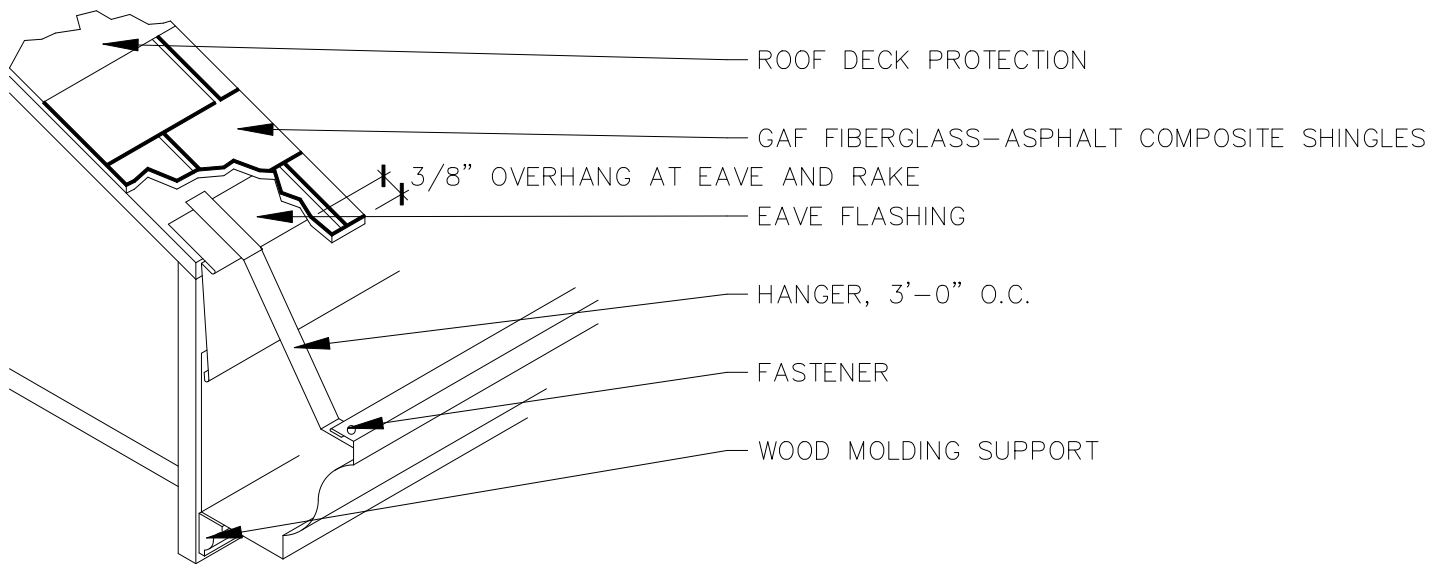 ROOF DECK PROTECTION
GAF FIBERGLASS-ASPHALT COMPOSITE SHINGLES
3/8" OVERHANG AT EAVE AND RAKE
EAVE FLASHING
HANGER, 3'-0" O.C.
FASTENER
WOOD MOLDING SUPPORT